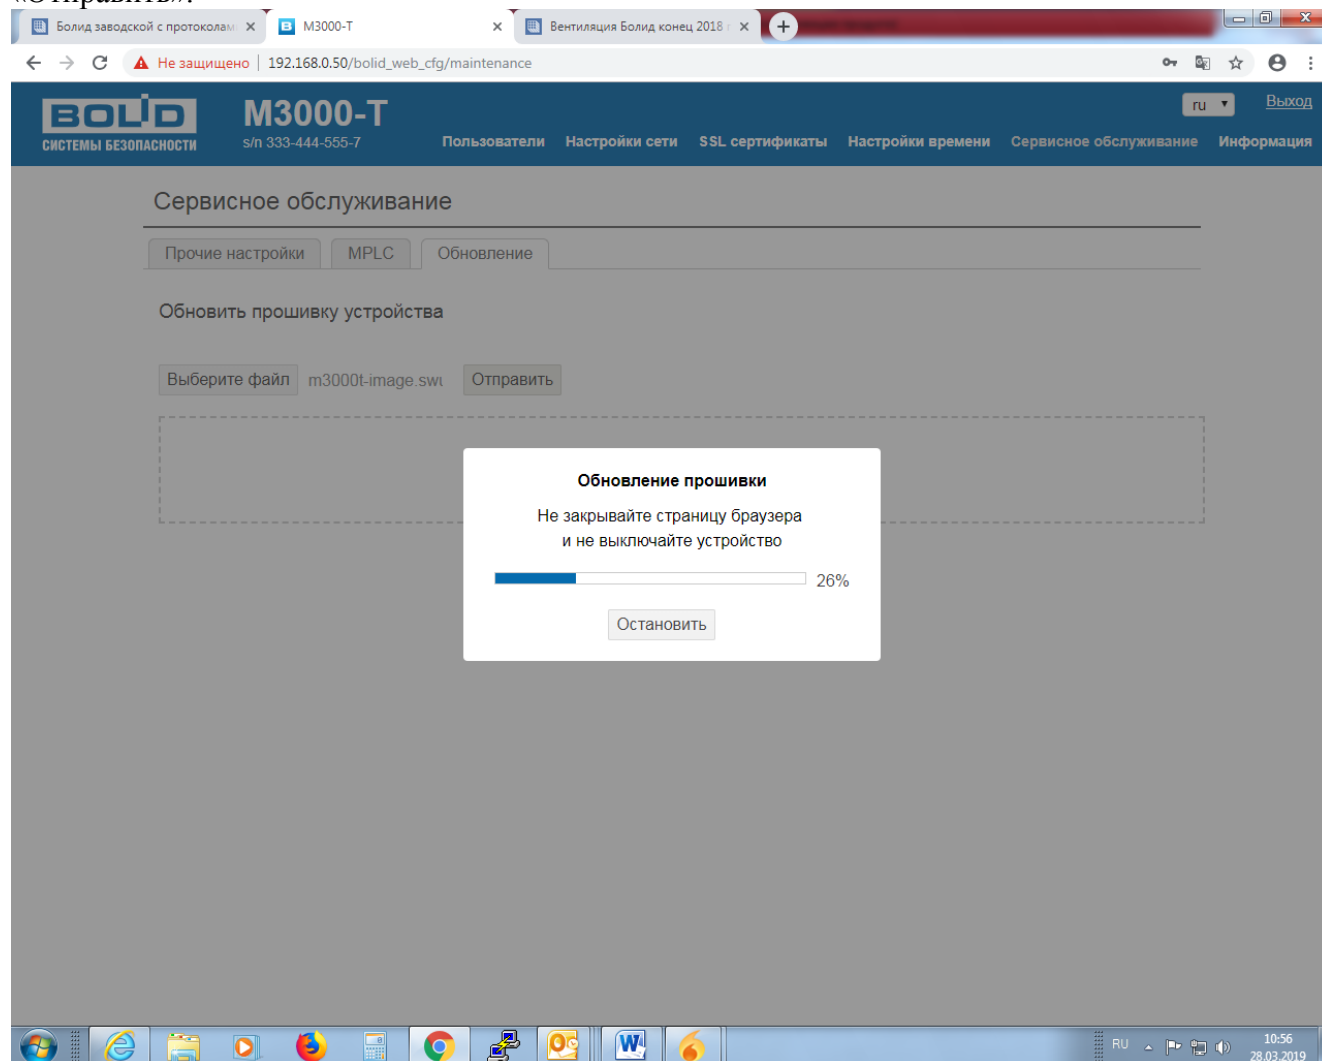 «Отправить».
Болид заводской с протоколам
М3000-Т
Вентиляция Болид конец 2018 г
Не защищено | 192.168.0.50/bolid_web_cfg/maintenance
BOLID
СИСТЕМЫ БЕЗОПАСНОСТИ
М3000-Т
s/n 333-444-555-7
ru
Выход
Пользователи Настройки сети SSL сертификаты Настройки времени Сервисное обслуживание Информация
Сервисное обслуживание
Прочие настройки MPLC Обновление
Обновить прошивку устройства
Выберите файл m3000t-image.swu Отправить
Обновление прошивки
Не закрывайте страницу браузера
и не выключайте устройство
26%
Остановить
RU
10:56
28.03.2019